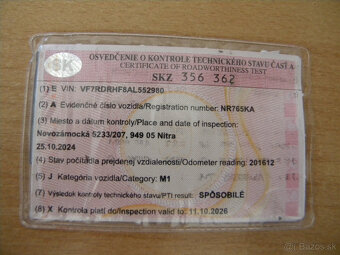 OSVEDČENIE O KONTROLE TECHNICKÉHO STAVU ČASŤ A
CERTIFICATE OF ROADWORTHINESS TEST
SK
SKZ 356 362
(1) E VIN: VF7RDRHF8AL552980
(2) A Evidenčné číslo vozidla/Registration number: NR765KA
(3) Miesto a dátum kontroly/Place and date of inspection:
Novozámocká 5233/207, 949 05 Nitra
25.10.2024
(4) Stav počítadla prejdenej vzdialenosti/Odometer reading: 201612
(5) J Kategória vozidla/Category: M1
(7) Výsledok kontroly technického stavu/PTI result: SPÔSOBILÉ
(8) X Kontrola platí do/Inspection valid to: 11.10.2026
bazos.sk